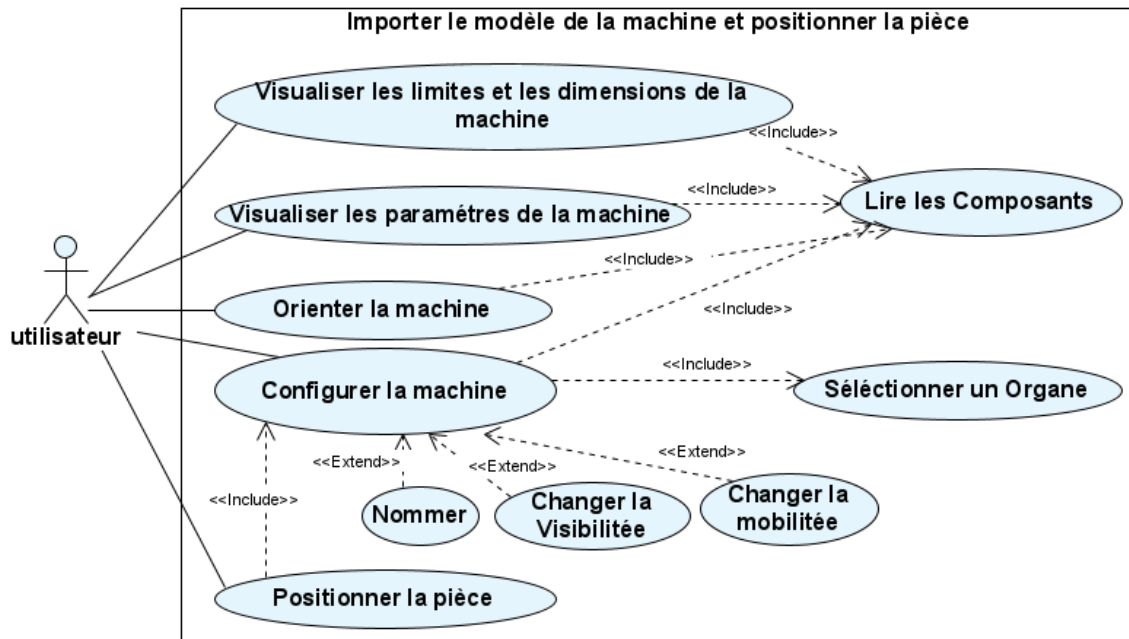 Importer le modèle de la machine et positionner la pièce
Visualiser les limites et les dimensions de la
machine
<<Include>>
<<Include>>
Lire les Composants
Visualiser les paramétres de la machine
<<Include>>
Orienter la machine
utilisateur
<<Include>>
Configurer la machine
<<Include>>
Séléctionner un Organe
<<Extend>>
<<Extend>>
<<Extend>>
<<Include>>
Nommer
Changer la
Visibilitée
Changer la
mobilitée
Positionner la pièce